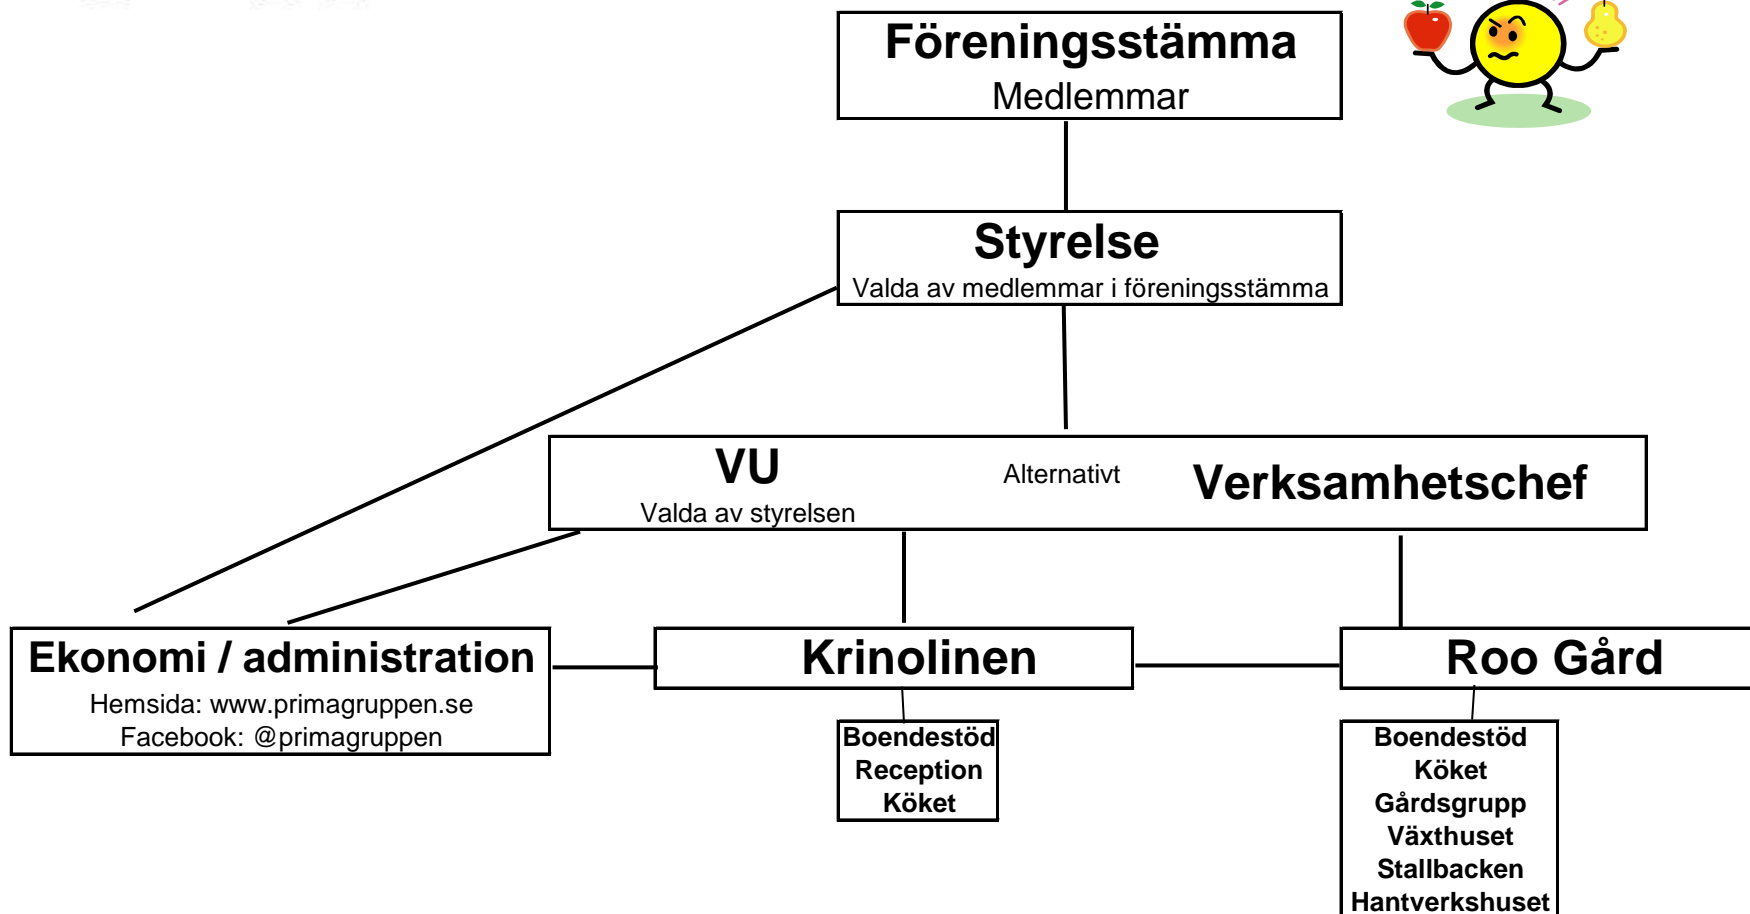 Föreningsstämma
Medlemmar
Styrelse
Valda av medlemmar i föreningsstämma
VU
Valda av styrelsen
Alternativt
Verksamhetschef
Ekonomi / administration
Hemsida: www.primagruppen.se
Facebook: @primagruppen
Krinolinen
Boendestöd
Reception
Köket
Roo Gård
Boendestöd
Köket
Gårdsgrupp
Växthuset
Stallbacken
Hantverkshuset